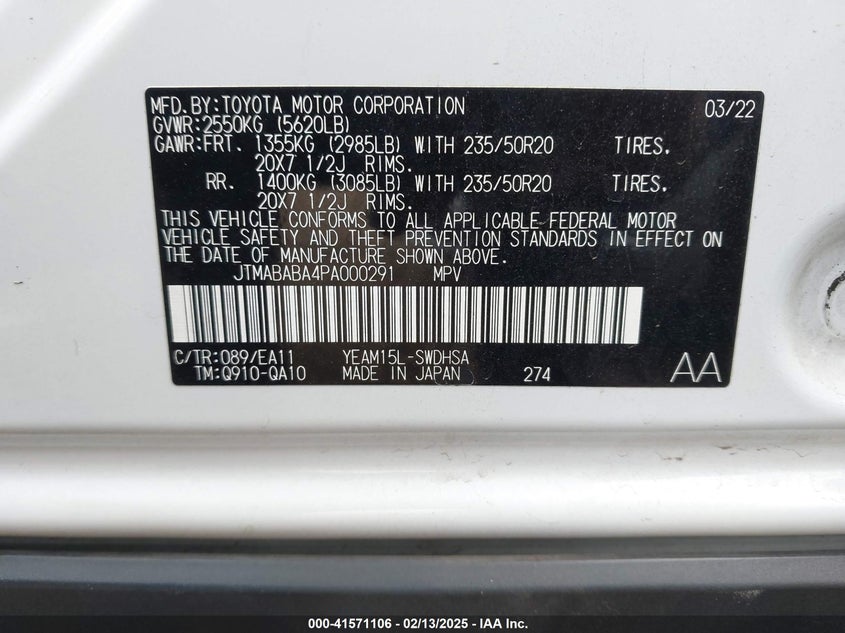 MFD.BY:TOYOTA MOTOR CORPORATION 03/22
GVWR:2550KG (5620LB)
GAWR:FRT. 1355KG (2985LB) WITH 235/50R20 TIRES.
20X7 1/2J RIMS.
RR. 1400KG (3085LB) WITH 235/50R20 TIRES.
20X7 1/2J RIMS.
THIS VEHICLE CONFORMS TO ALL APPLICABLE FEDERAL MOTOR
VEHICLE SAFETY AND THEFT PREVENTION STANDARDS IN EFFECT ON
THE DATE OF MANUFACTURE SHOWN ABOVE.
JTMABABA4PA000291 MPV
C/TR:089/EA11 YEAM15L-SWDHSA
TM:Q910-QA10 MADE IN JAPAN 274 AA
000-41571106 - 02/13/2025 - IAA Inc.